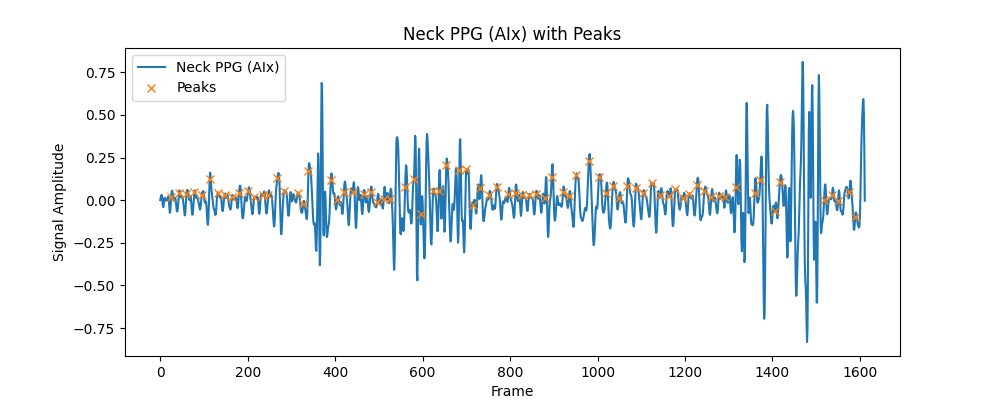 Neck PPG (AIx) with Peaks
Neck PPG (AIx)
Peaks
Signal Amplitude
0.75
0.50
0.25
0.00
−0.25
−0.50
−0.75
0 200 400 600 800 1000 1200 1400 1600
Frame